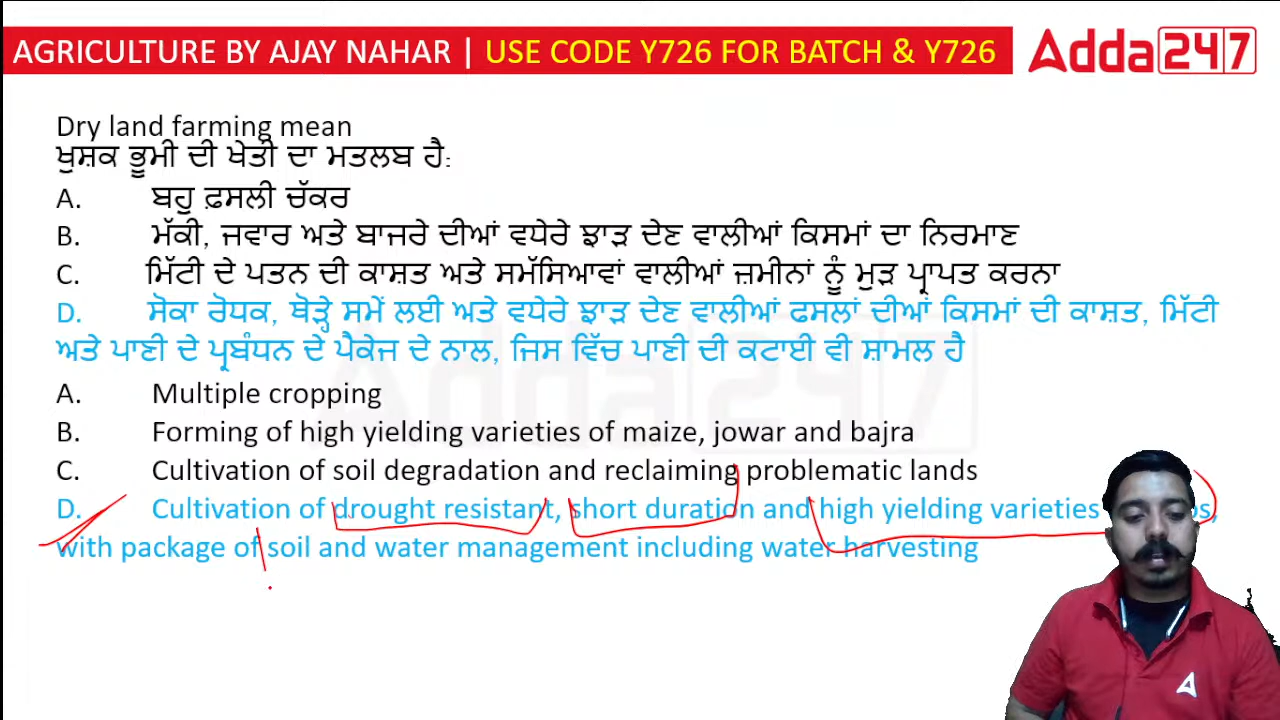 AGRICULTURE BY AJAY NAHAR | USE CODE Y726 FOR BATCH & Y726
Adda247
Dry land farming mean
ਖੁਸ਼ਕ ਭੂਮੀ ਦੀ ਖੇਤੀ ਦਾ ਮਤਲਬ ਹੈ:
A. ਬਹੁ ਫ਼ਸਲੀ ਚੱਕਰ
B. ਮੱਕੀ, ਜਵਾਰ ਅਤੇ ਬਾਜਰੇ ਦੀਆਂ ਵਧੇਰੇ ਝਾੜ ਦੇਣ ਵਾਲੀਆਂ ਕਿਸਮਾਂ ਦਾ ਨਿਰਮਾਣ
C. ਮਿੱਟੀ ਦੇ ਪਤਨ ਦੀ ਕਾਸ਼ਤ ਅਤੇ ਸਮੱਸਿਆਵਾਂ ਵਾਲੀਆਂ ਜ਼ਮੀਨਾਂ ਨੂੰ ਮੁੜ ਪ੍ਰਾਪਤ ਕਰਨਾ
D. ਸੋਕਾ ਰੋਧਕ, ਥੋੜ੍ਹੇ ਸਮੇਂ ਲਈ ਅਤੇ ਵਧੇਰੇ ਝਾੜ ਦੇਣ ਵਾਲੀਆਂ ਫਸਲਾਂ ਦੀਆਂ ਕਿਸਮਾਂ ਦੀ ਕਾਸ਼ਤ, ਮਿੱਟੀ
ਅਤੇ ਪਾਣੀ ਦੇ ਪ੍ਰਬੰਧਨ ਦੇ ਪੈਕੇਜ ਦੇ ਨਾਲ, ਜਿਸ ਵਿੱਚ ਪਾਣੀ ਦੀ ਕਟਾਈ ਵੀ ਸ਼ਾਮਲ ਹੈ
A. Multiple cropping
B. Forming of high yielding varieties of maize, jowar and bajra
C. Cultivation of soil degradation and reclaiming problematic lands
D. Cultivation of drought resistant, short duration and high yielding varieties
with package of soil and water management including water harvesting